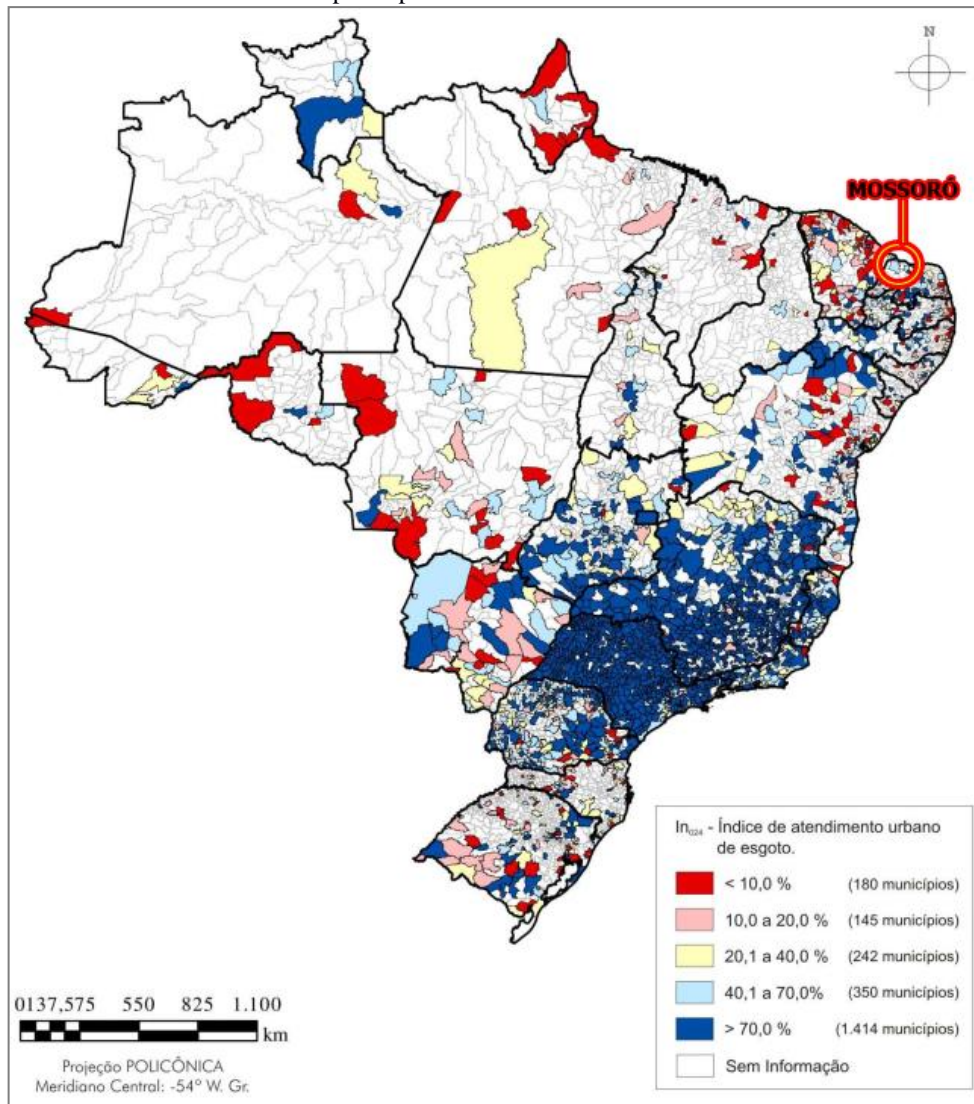 N
MOSSORÓ
In024 - Índice de atendimento urbano
de esgoto.
< 10,0 % (180 municípios)
10,0 a 20,0 % (145 municípios)
20,1 a 40,0 % (242 municípios)
40,1 a 70,0% (350 municípios)
> 70,0 % (1.414 municípios)
Sem Informação
0137,575 550 825 1.100
km
Projeção POLICÔNICA
Meridiano Central: -54º W. Gr.